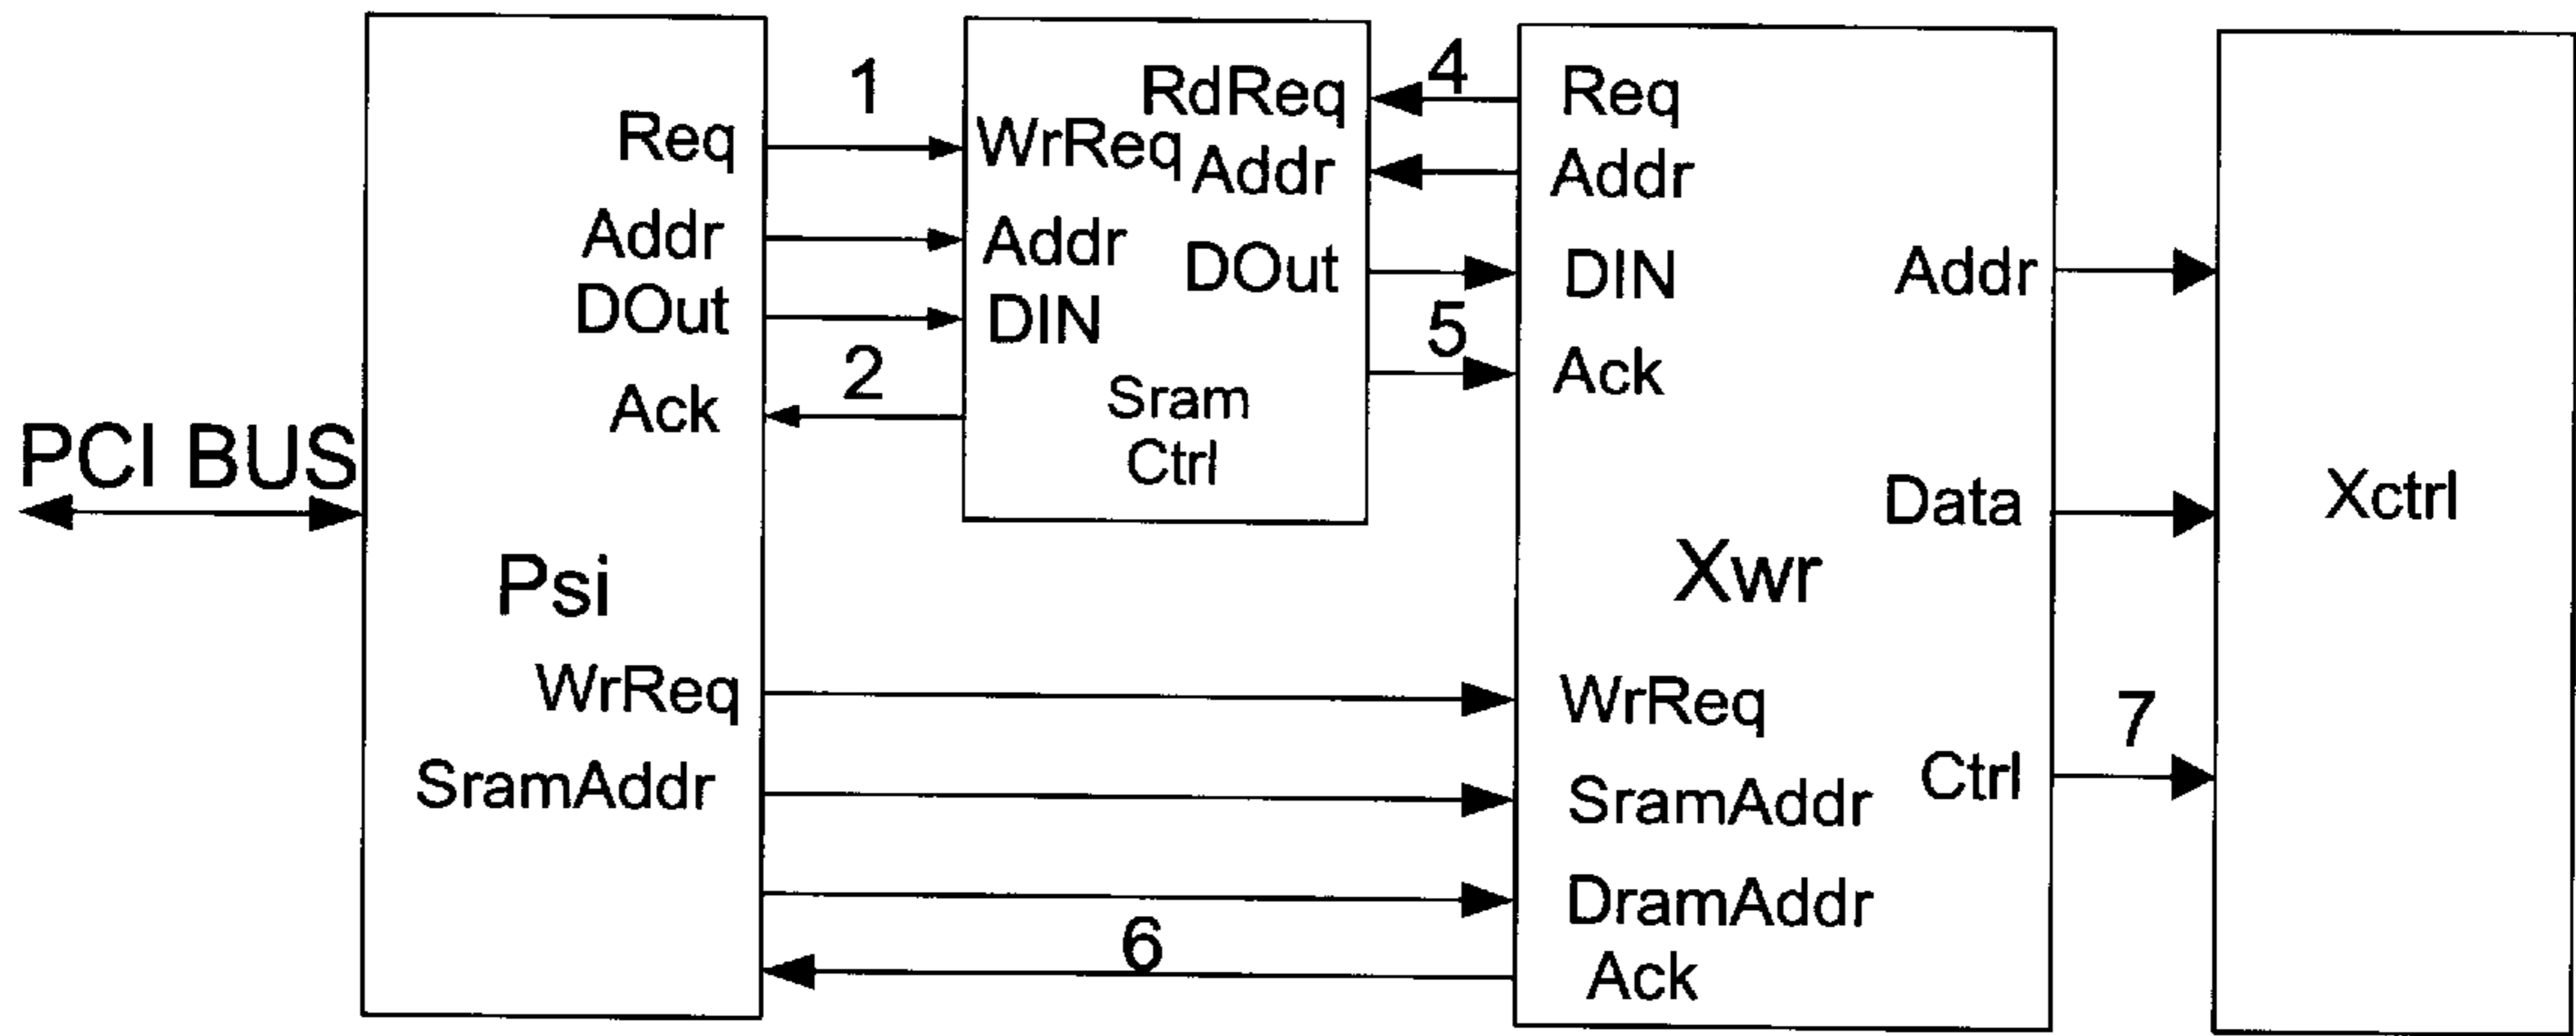 PCI BUS
Req
Addr
DOut
Ack
Psi
WrReq
SramAddr
1
2
WrReq
Addr
DIN
RdReq
Addr
DOut
Sram
Ctrl
4
5
6
Req
Addr
DIN
Ack
Xwr
WrReq
SramAddr
DramAddr
Ack
Addr
Data
Ctrl
7
Xctrl